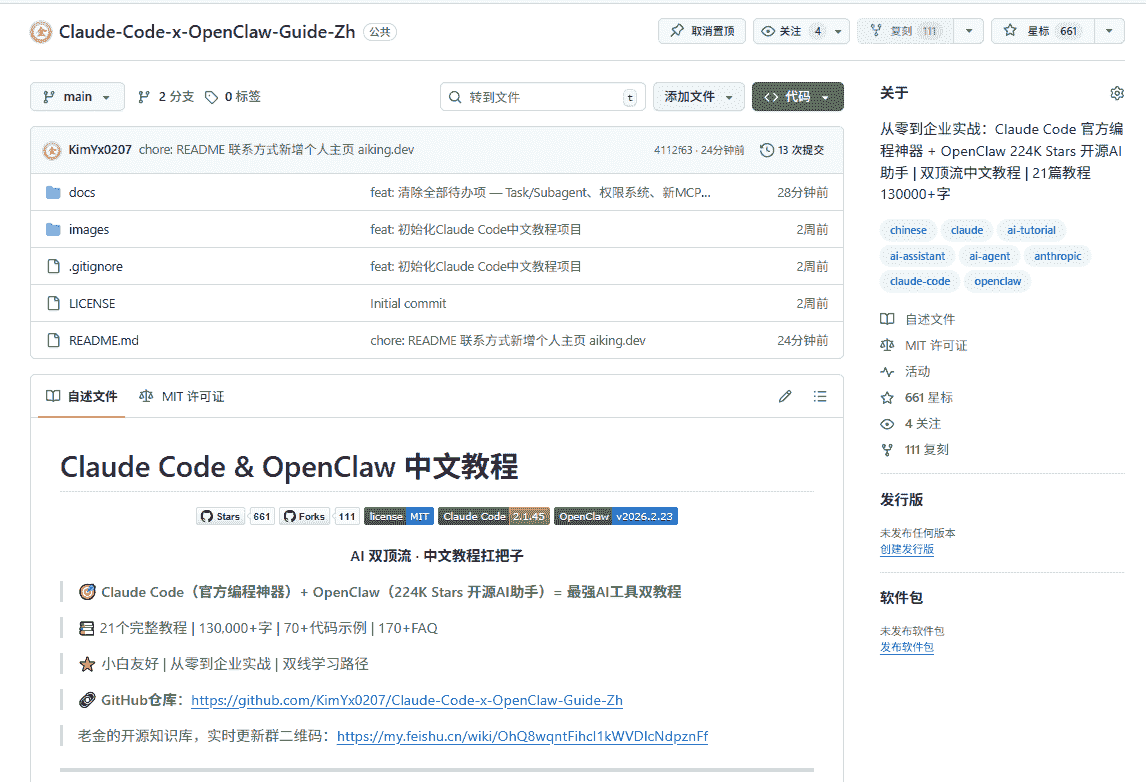 Claude-Code-x-OpenClaw-Guide-Zh 公共
取消置顶 关注 4 复刻 111 星标 661
main 2 分支 0 标签 转到文件 t 添加文件 代码
KimYx0207 chore: README 联系方式新增个人主页 aiking.dev 4112f63 · 24分钟前 13 次提交
docs feat: 清除全部待办项 — Task/Subagent、权限系统、新MCP... 28分钟前
images feat: 初始化Claude Code中文教程项目 2周前
.gitignore feat: 初始化Claude Code中文教程项目 2周前
LICENSE Initial commit 2周前
README.md chore: README 联系方式新增个人主页 aiking.dev 24分钟前
自述文件 MIT 许可证
Claude Code & OpenClaw 中文教程
Stars 661 Forks 111 license MIT Claude Code 2.1.45 OpenClaw v2026.2.23
AI 双顶流 · 中文教程扛把子
Claude Code（官方编程神器）+ OpenClaw（224K Stars 开源AI助手）= 最强AI工具双教程
21个完整教程 | 130,000+字 | 70+代码示例 | 170+FAQ
小白友好 | 从零到企业实战 | 双线学习路径
GitHub仓库：https://github.com/KimYx0207/Claude-Code-x-OpenClaw-Guide-Zh
老金的开源知识库，实时更新群二维码：https://my.feishu.cn/wiki/OhQ8wqntFihcI1kWVDIcNdpznFf
关于
从零到企业实战：Claude Code 官方编
程神器 + OpenClaw 224K Stars 开源AI
助手 | 双顶流中文教程 | 21篇教程
130000+字
chinese claude ai-tutorial
ai-assistant ai-agent anthropic
claude-code openclaw
自述文件
MIT 许可证
活动
661 星标
4 关注
111 复刻
发行版
未发布任何版本
创建发行版
软件包
未发布软件包
发布软件包